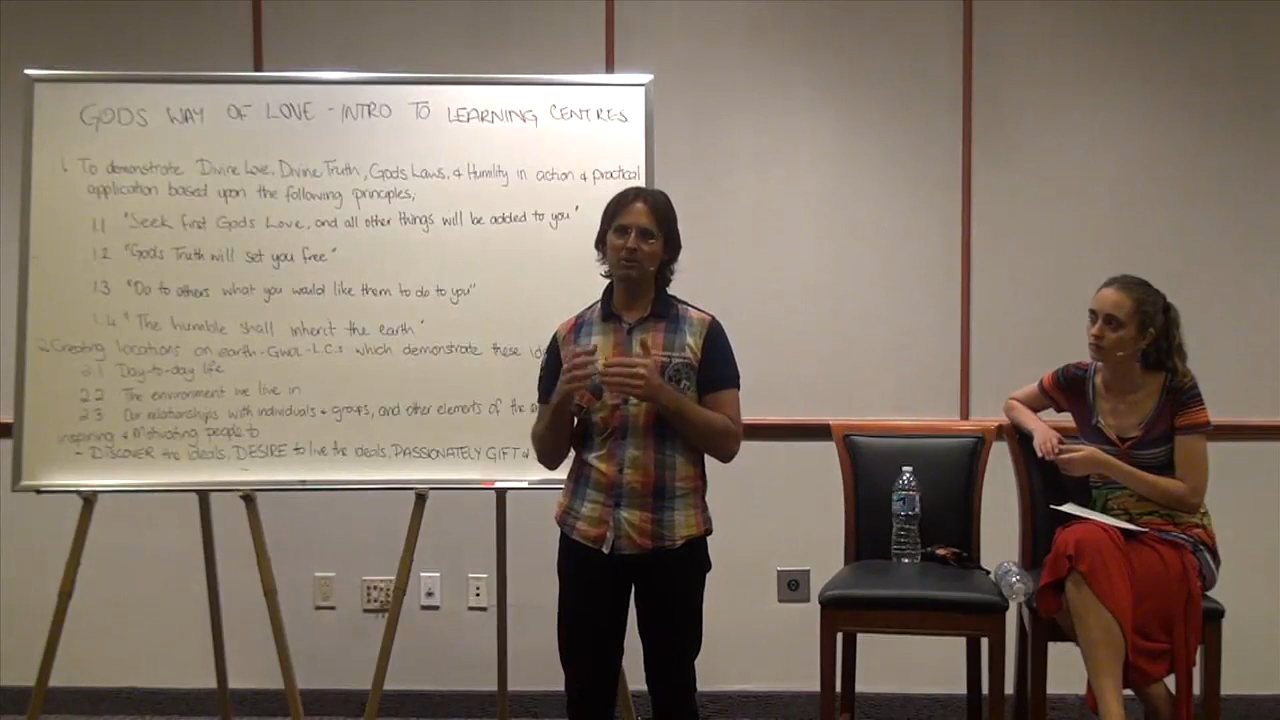 GODS WAY OF LOVE - INTRO TO LEARNING CENTRES
1. To demonstrate Divine Love, Divine Truth, Gods Laws, & Humility in action & practical
application based upon the following principles;
1.1 "Seek first Gods Love, and all other things will be added to you"
1.2 "Gods Truth will set you free"
1.3 "Do to others what you would like them to do to you"
1.4 "The humble shall inherit the earth"
2. Creating locations on earth - GWOL - L.C.s which demonstrate these
2.1 Day-to-day life
2.2 The environment we live in
2.3 Our relationships with individuals + groups, and other elements of the
inspiring + Motivating people to
- DISCOVER the ideals, DESIRE to live the ideals, PASSIONATELY GIFT